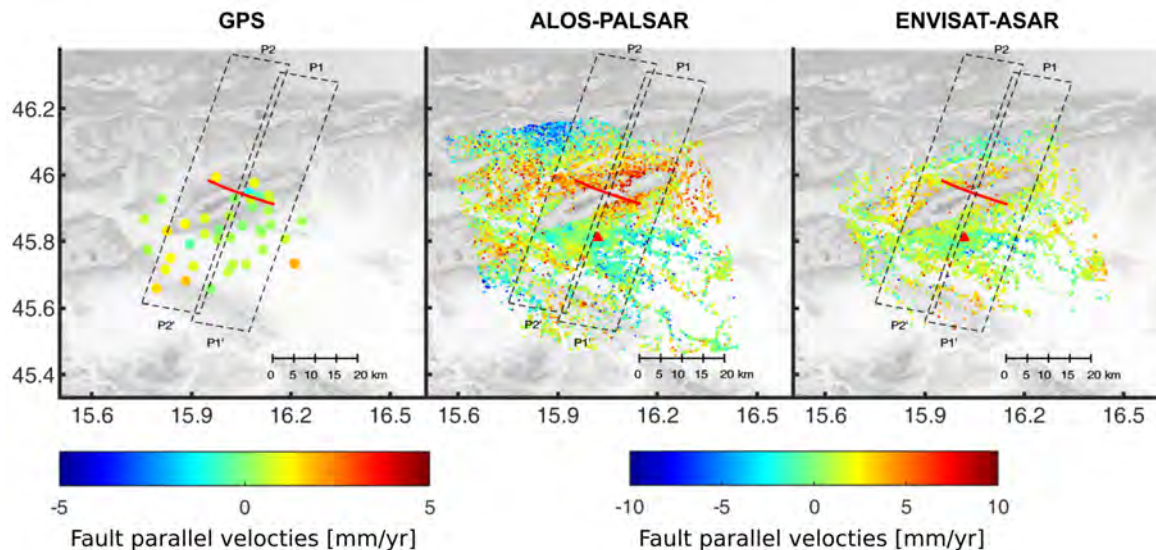 GPS
ALOS-PALSAR
ENVISAT-ASAR
P2
P1
P2
P1
P2
P1
46.2
46
45.8
45.6
45.4
P2'
P1'
P2'
P1'
P2'
P1'
0 5 10 15 20 km
0 5 10 15 20 km
0 5 10 15 20 km
15.6 15.9 16.2 16.5
15.6 15.9 16.2 16.5
15.6 15.9 16.2 16.5
-5 0 5
-10 -5 0 5 10
Fault parallel velocties [mm/yr]
Fault parallel velocties [mm/yr]